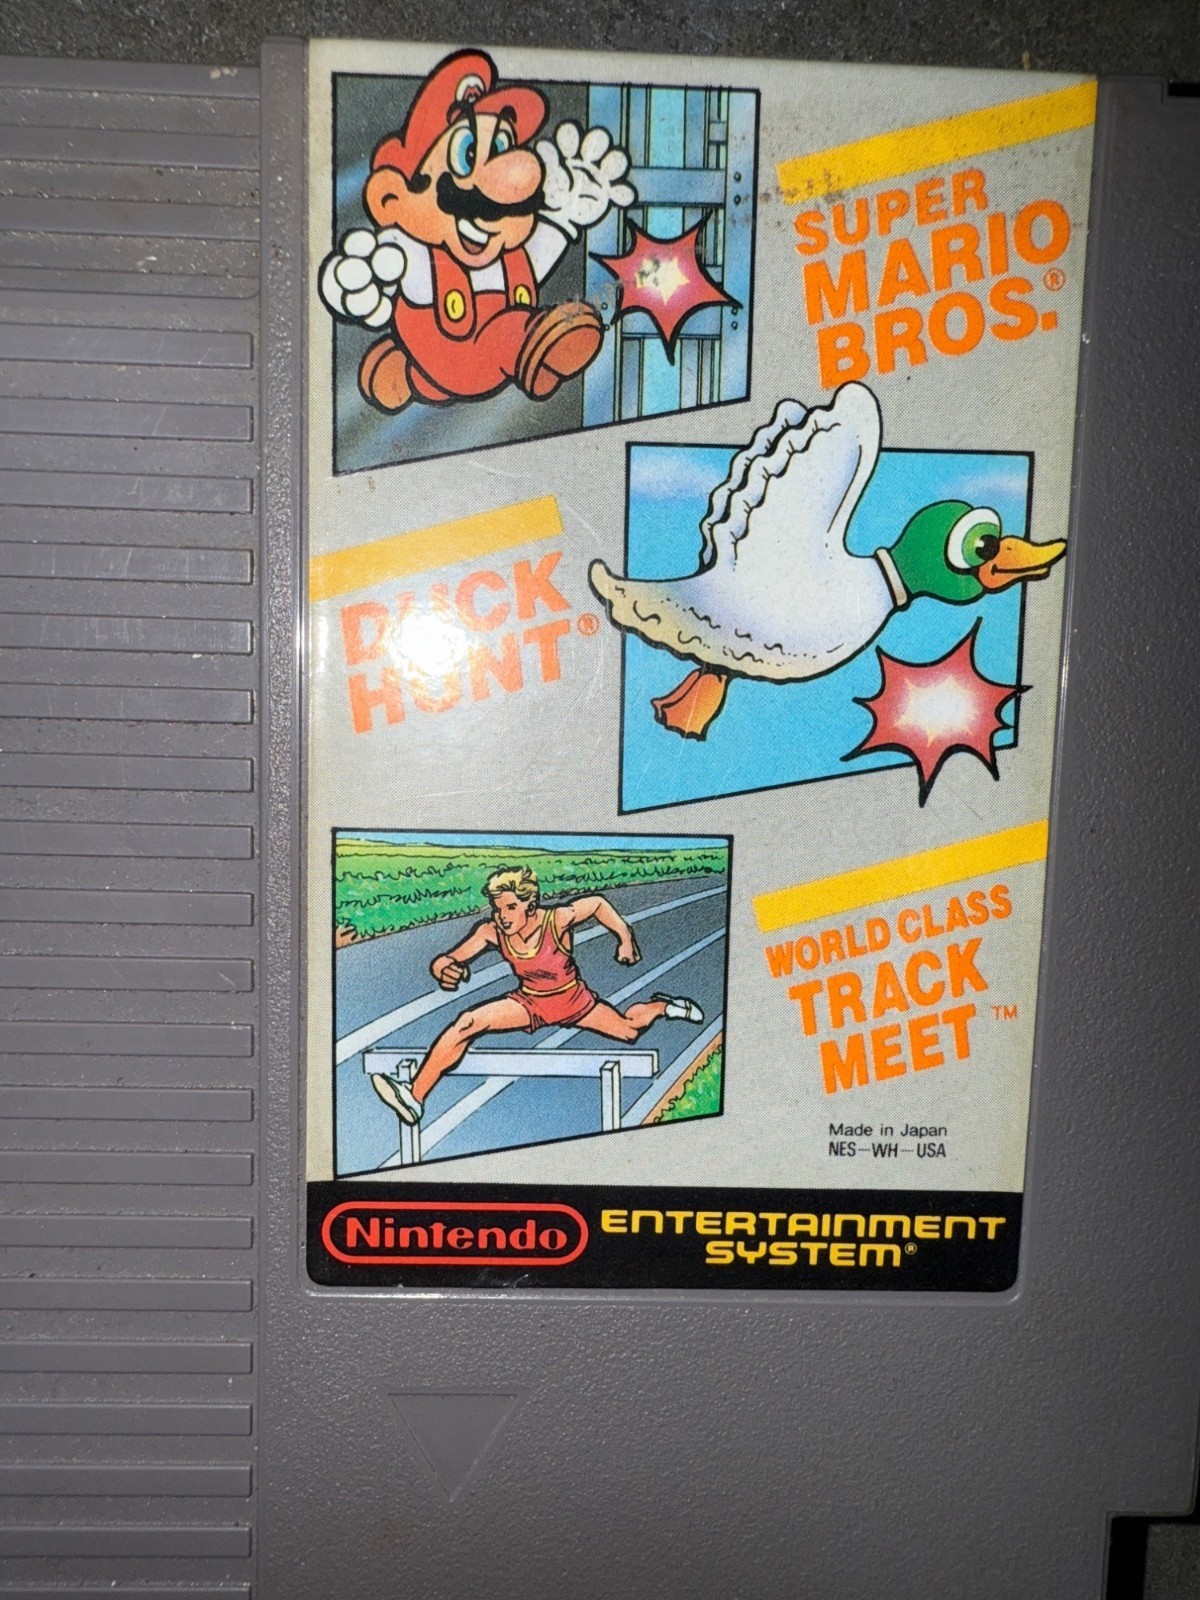 M
SUPER
MARIO
BROS.®
DUCK
HUNT®
WORLD CLASS
TRACK
MEET™
Made in Japan
NES-WH-USA
Nintendo
ENTERTAINMENT
SYSTEM®